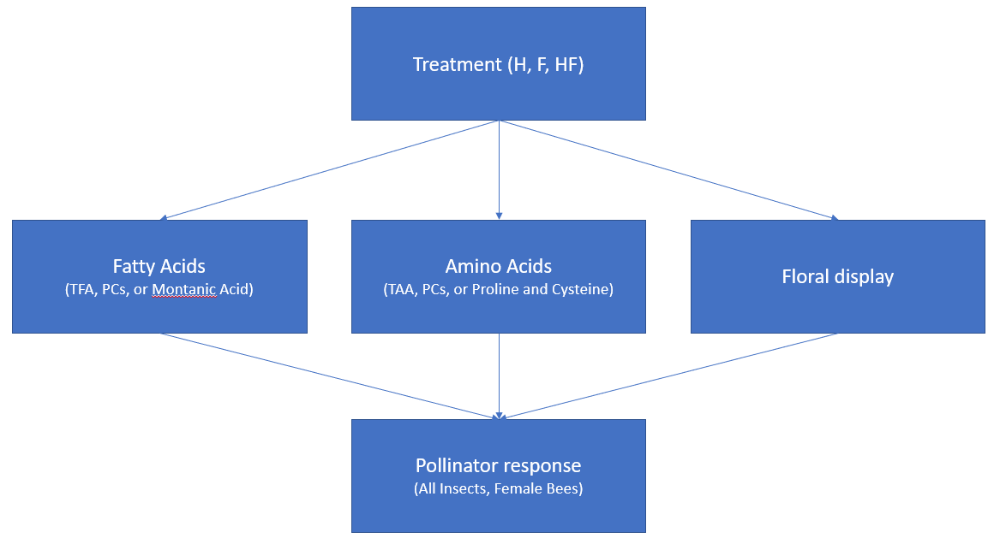 Treatment (H, F, HF)
Fatty Acids
(TFA, PCs, or Montanic Acid)
Amino Acids
(TAA, PCs, or Proline and Cysteine)
Floral display
Pollinator response
(All Insects, Female Bees)